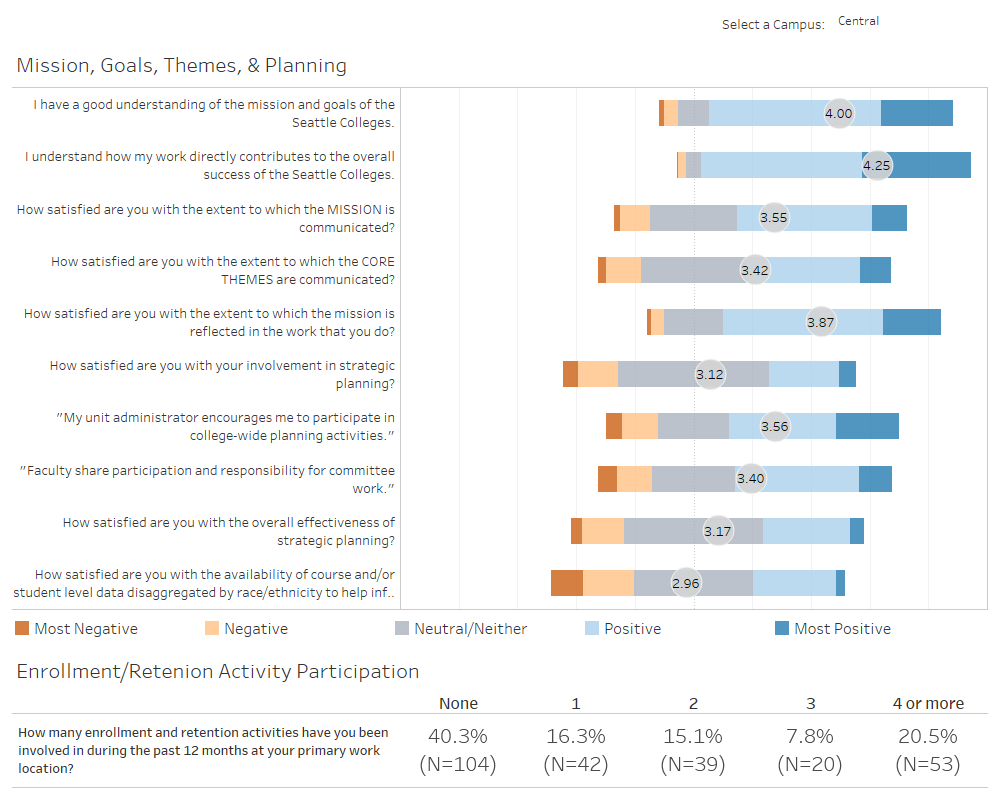 Select a Campus: Central
Mission, Goals, Themes, & Planning
I have a good understanding of the mission and goals of the
Seattle Colleges.
4.00
I understand how my work directly contributes to the overall
success of the Seattle Colleges.
4.25
How satisfied are you with the extent to which the MISSION is
communicated?
3.55
How satisfied are you with the extent to which the CORE
THEMES are communicated?
3.42
How satisfied are you with the extent to which the mission is
reflected in the work that you do?
3.87
How satisfied are you with your involvement in strategic
planning?
3.12
"My unit administrator encourages me to participate in
college-wide planning activities."
3.56
"Faculty share participation and responsibility for committee
work."
3.40
How satisfied are you with the overall effectiveness of
strategic planning?
3.17
How satisfied are you with the availability of course and/or
student level data disaggregated by race/ethnicity to help inf..
2.96
Most Negative Negative Neutral/Neither Positive Most Positive
Enrollment/Retenion Activity Participation
None 1 2 3 4 or more
How many enrollment and retention activities have you been
involved in during the past 12 months at your primary work
location?
40.3% 16.3% 15.1% 7.8% 20.5%
(N=104) (N=42) (N=39) (N=20) (N=53)